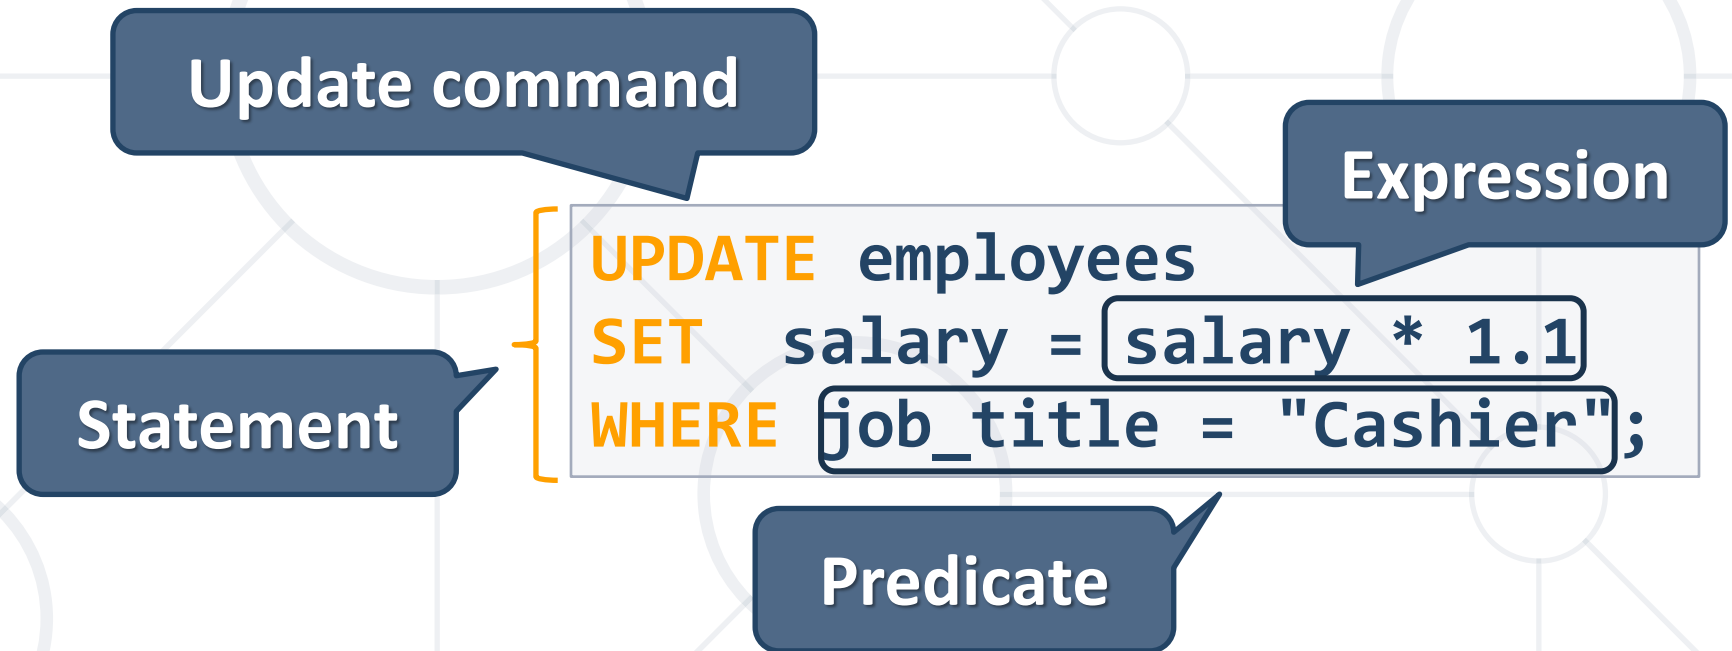 Update command
Expression
UPDATE employees
SET salary = salary * 1.1
WHERE job_title = "Cashier";
Statement
Predicate